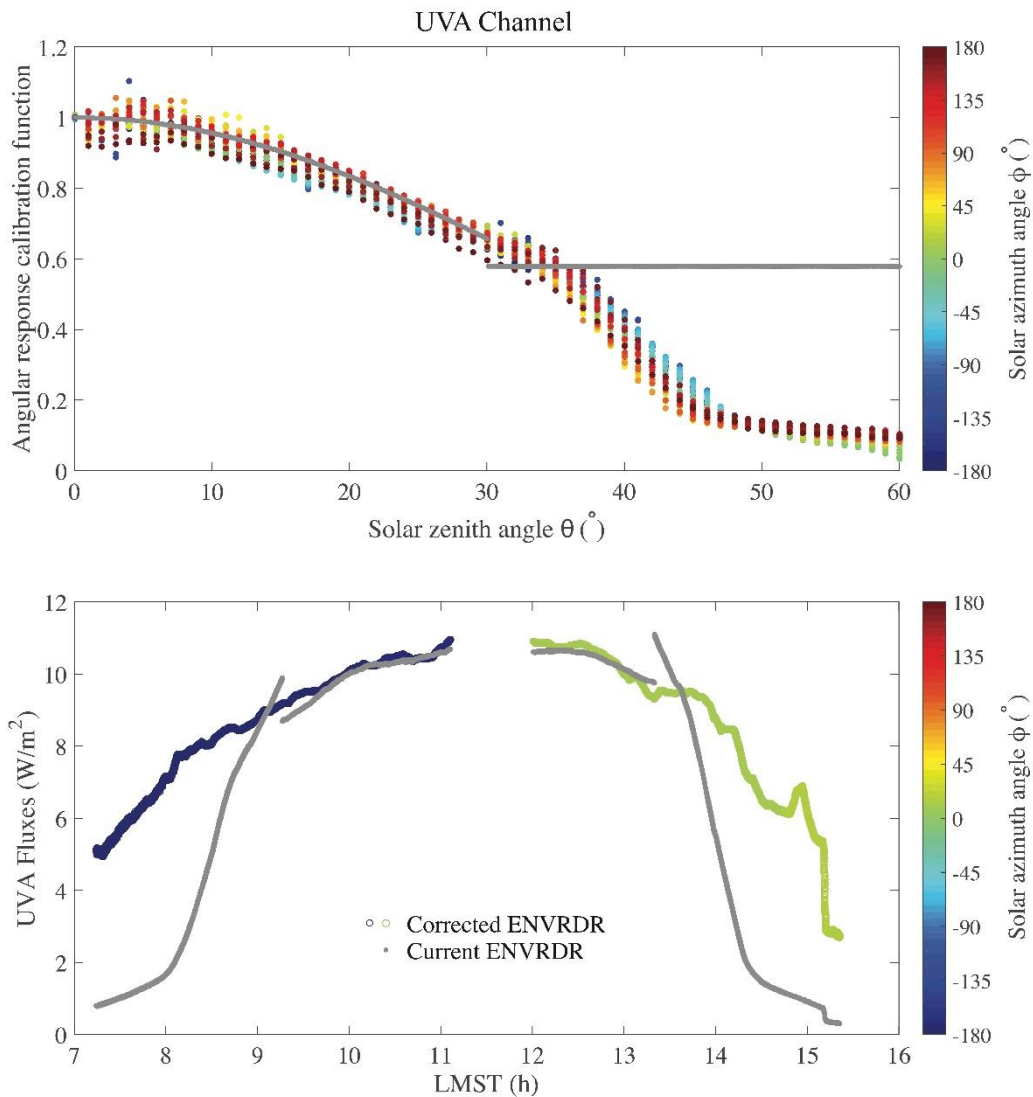 UVA Channel
Angular response calibration function
1.2
1
0.8
0.6
0.4
0.2
0
0 10 20 30 40 50 60
Solar zenith angle θ (°)
180
135
90
45
0
-45
-90
-135
-180
Solar azimuth angle ϕ (°)
UVA Fluxes (W/m²)
12
10
8
6
4
2
0
Corrected ENVRDR
Current ENVRDR
7 8 9 10 11 12 13 14 15 16
LMST (h)
180
135
90
45
0
-45
-90
-135
-180
Solar azimuth angle ϕ (°)